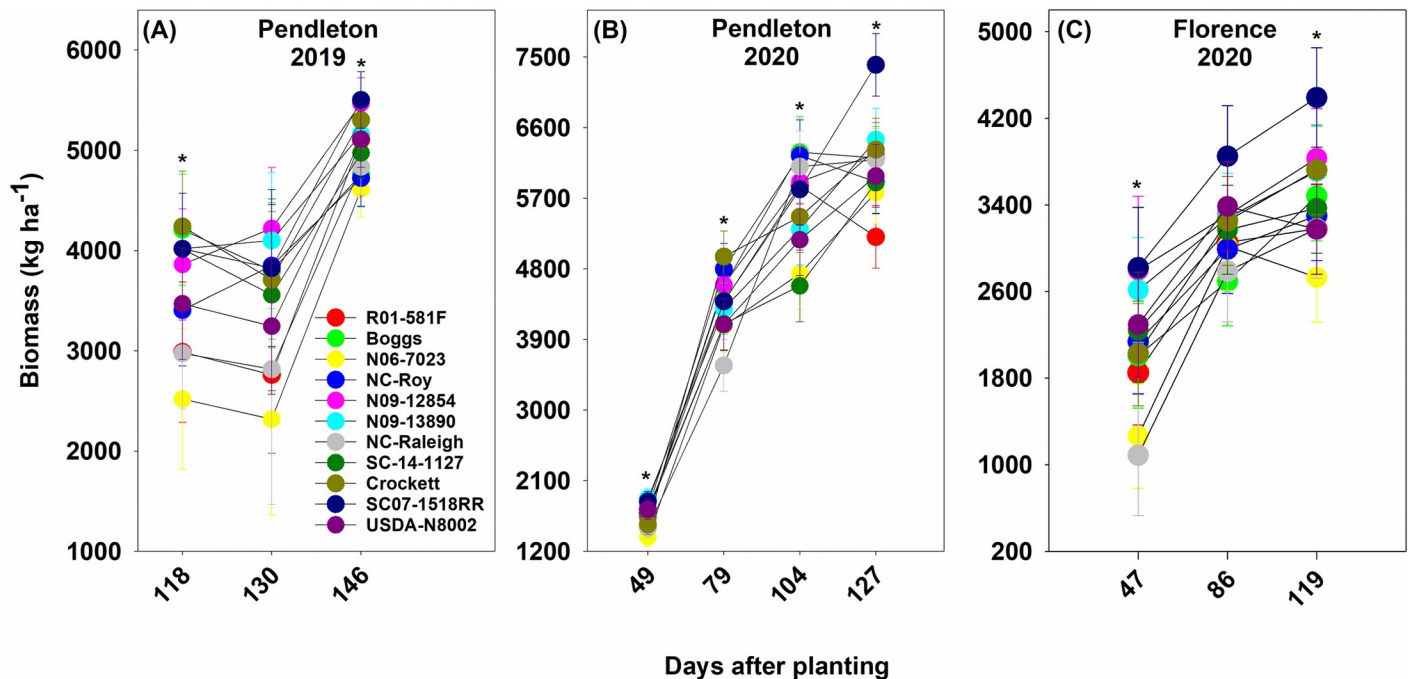 (A)
Pendleton
2019
(B)
Pendleton
2020
(C)
Florence
2020
Biomass (kg ha⁻¹)
6000
5000
4000
3000
2000
1000
*
*
118
130
146
R01-581F
Boggs
N06-7023
NC-Roy
N09-12854
N09-13890
NC-Raleigh
SC-14-1127
Crockett
SC07-1518RR
USDA-N8002
7500
6600
5700
4800
3900
3000
2100
1200
*
*
*
*
49
79
104
127
5000
4200
3400
2600
1800
1000
200
*
*
47
86
119
Days after planting